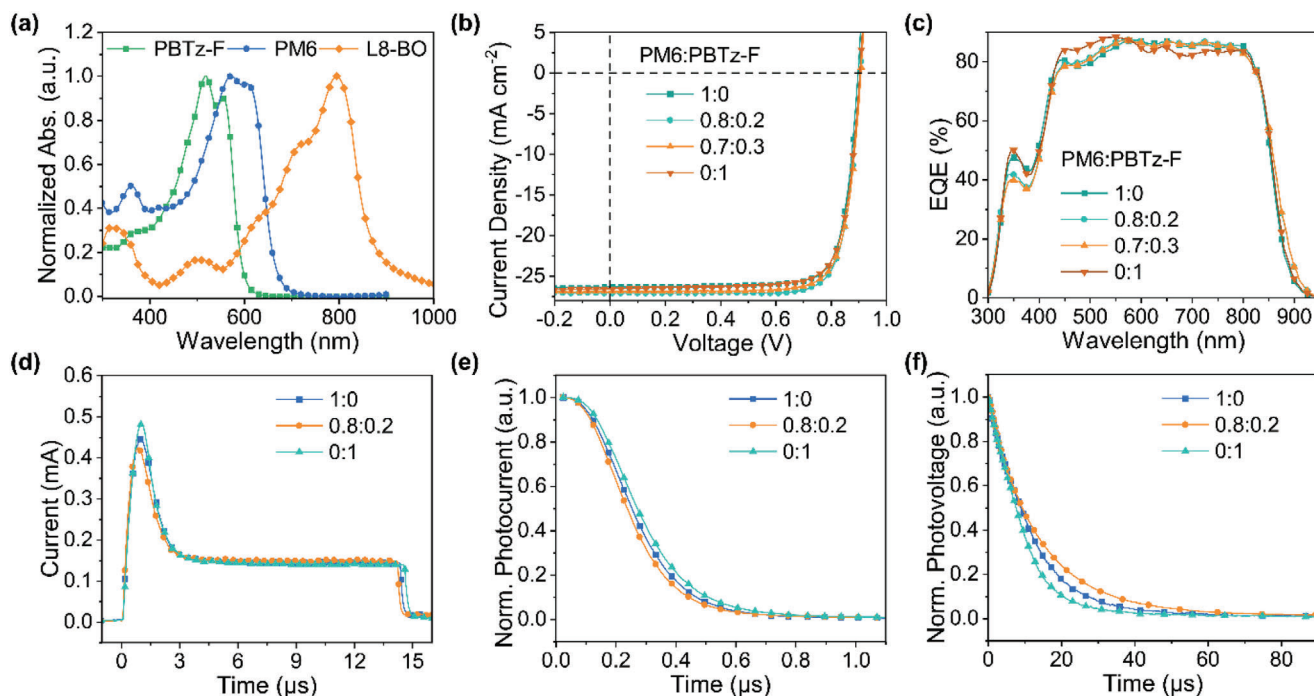 (a)
PBTz-F PM6 L8-BO
Normalized Abs. (a.u.)
1.2
1.0
0.8
0.6
0.4
0.2
0.0
400 600 800 1000
Wavelength (nm)
(b)
PM6:PBTz-F
1:0
0.8:0.2
0.7:0.3
0:1
Current Density (mA cm⁻²)
5
0
-5
-10
-15
-20
-25
-0.2 0.0 0.2 0.4 0.6 0.8 1.0
Voltage (V)
(c)
EQE (%)
80
60
40
20
0
PM6:PBTz-F
1:0
0.8:0.2
0.7:0.3
0:1
300 400 500 600 700 800 900
Wavelength (nm)
(d)
1:0
0.8:0.2
0:1
Current (mA)
0.6
0.5
0.4
0.3
0.2
0.1
0.0
0 3 6 9 12 15
Time (μs)
(e)
1:0
0.8:0.2
0:1
Norm. Photocurrent (a.u.)
1.0
0.8
0.6
0.4
0.2
0.0
0.0 0.2 0.4 0.6 0.8 1.0
Time (μs)
(f)
1:0
0.8:0.2
0:1
Norm. Photovoltage (a.u.)
1.0
0.8
0.6
0.4
0.2
0.0
0 20 40 60 80
Time (μs)